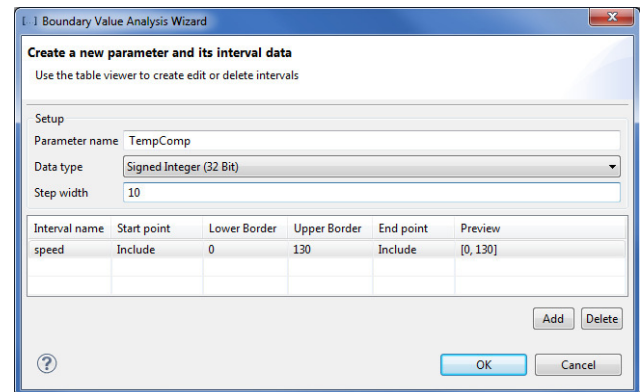 [ ] Boundary Value Analysis Wizard
Create a new parameter and its interval data
Use the table viewer to create edit or delete intervals
Setup
Parameter name TempComp
Data type Signed Integer (32 Bit)
Step width 10
Interval name Start point Lower Border Upper Border End point Preview
speed Include 0 130 Include [0, 130]
Add Delete
? OK Cancel